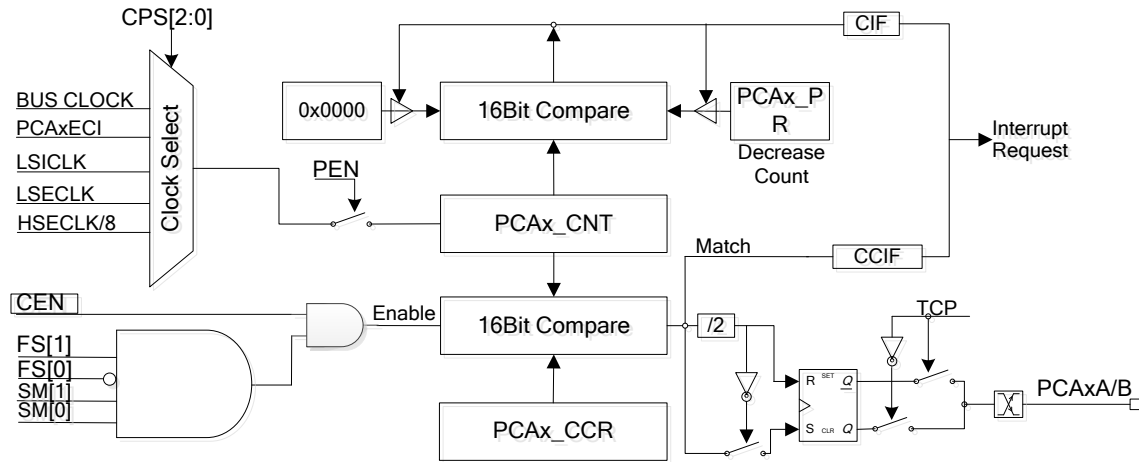 CPS[2:0]
CIF
BUS CLOCK
PCAxECI
LSICLK
LSECLK
HSECLK/8
Clock Select
0x0000
16Bit Compare
PCAx_P
R
Decrease
Count
Interrupt
Request
PEN
PCAx_CNT
Match
CCIF
CEN
Enable
16Bit Compare
/2
TCP
FS[1]
FS[0]
SM[1]
SM[0]
R
SET
Q
S
CLR
Q
PCAxA/B
PCAx_CCR